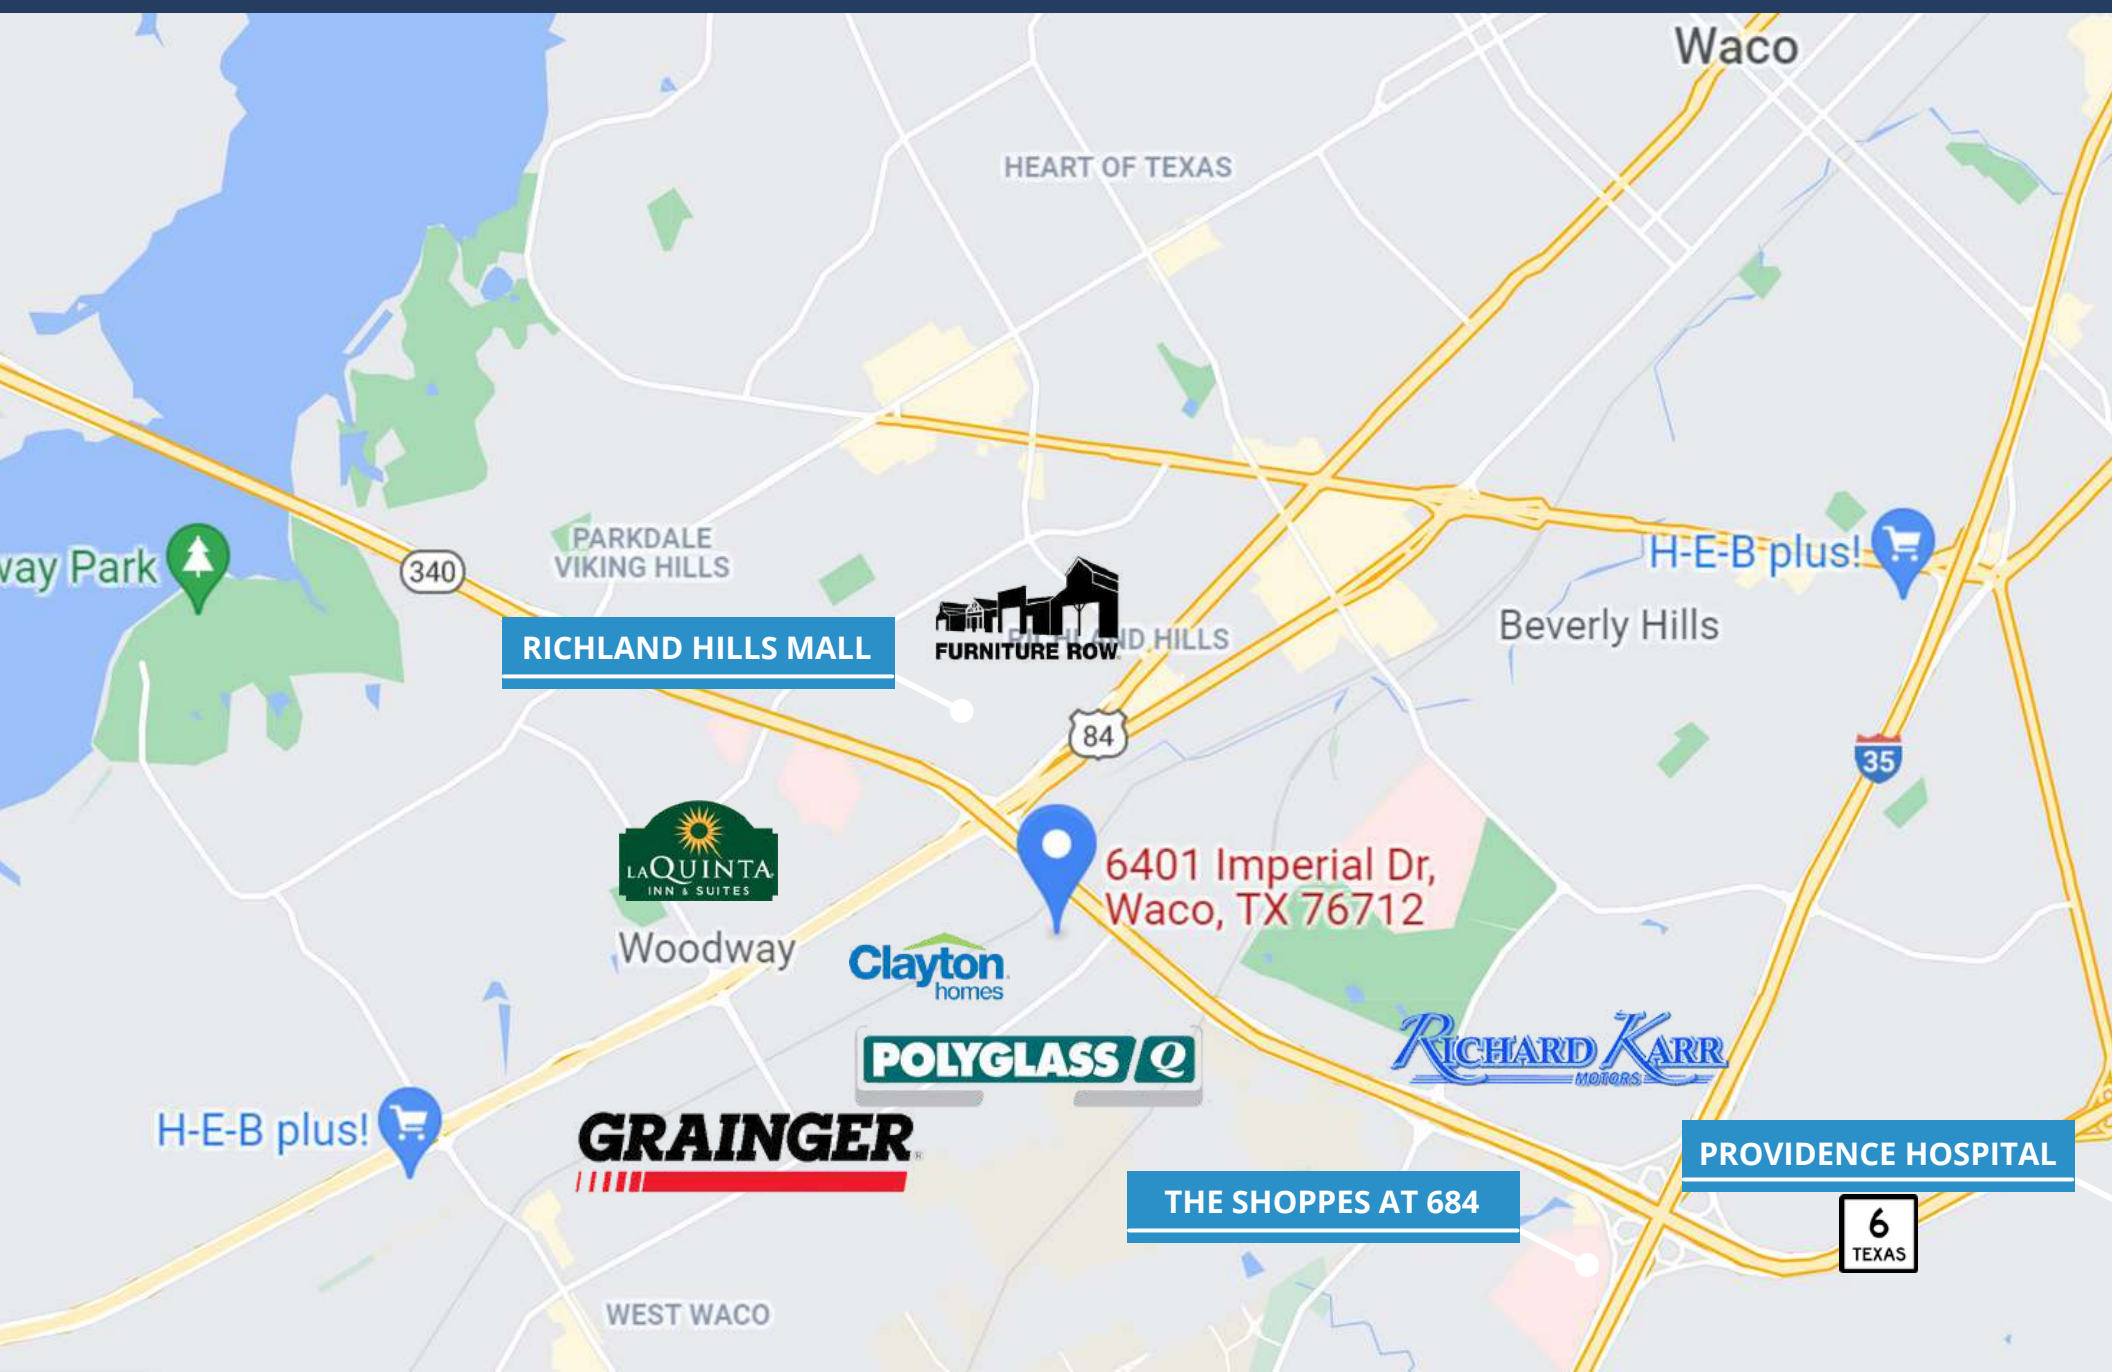 Waco
HEART OF TEXAS
way Park
340
PARKDALE
VIKING HILLS
H-E-B plus!
Beverly Hills
RICHLAND HILLS MALL
FURNITURE ROW
HILLS
84
35
6401 Imperial Dr,
Waco, TX 76712
LAQUINTA
INN & SUITES
Woodway
Clayton
homes
POLYGLASS Q
RICHARD KARR
MOTORS
H-E-B plus!
GRAINGER
PROVIDENCE HOSPITAL
THE SHOPPES AT 684
6
TEXAS
WEST WACO